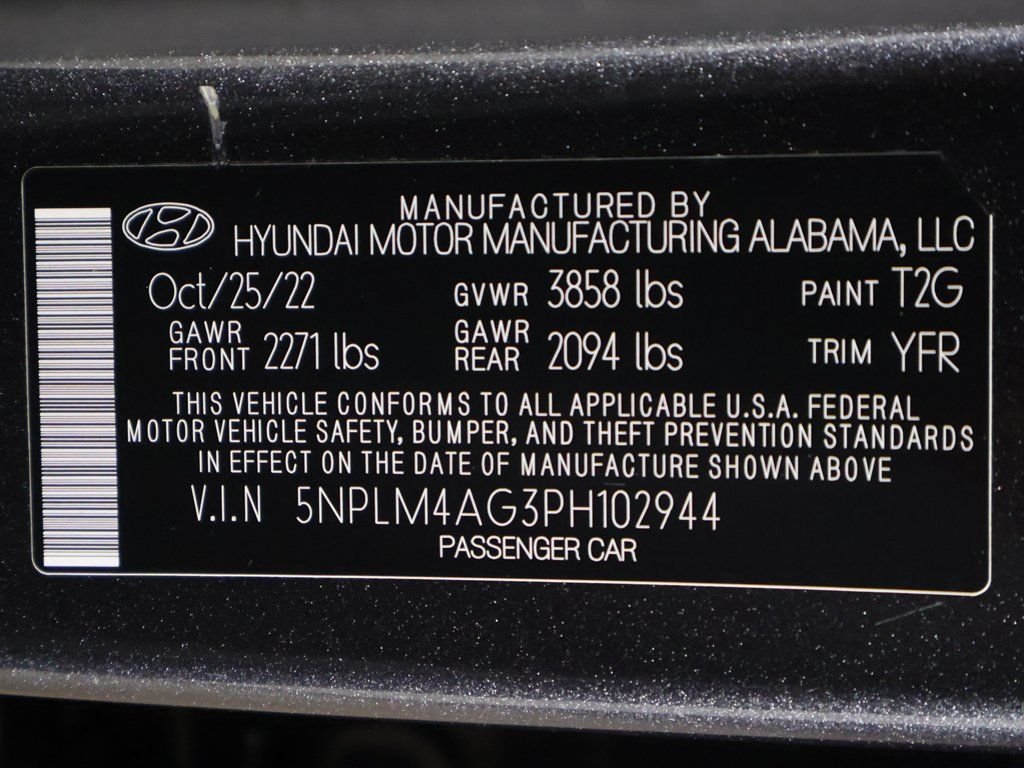 MANUFACTURED BY
HYUNDAI MOTOR MANUFACTURING ALABAMA, LLC
Oct/25/22 GVWR 3858 lbs PAINT T2G
GAWR FRONT 2271 lbs GAWR REAR 2094 lbs TRIM YFR
THIS VEHICLE CONFORMS TO ALL APPLICABLE U.S.A. FEDERAL
MOTOR VEHICLE SAFETY, BUMPER, AND THEFT PREVENTION STANDARDS
IN EFFECT ON THE DATE OF MANUFACTURE SHOWN ABOVE
V.I.N 5NPLM4AG3PH102944
PASSENGER CAR